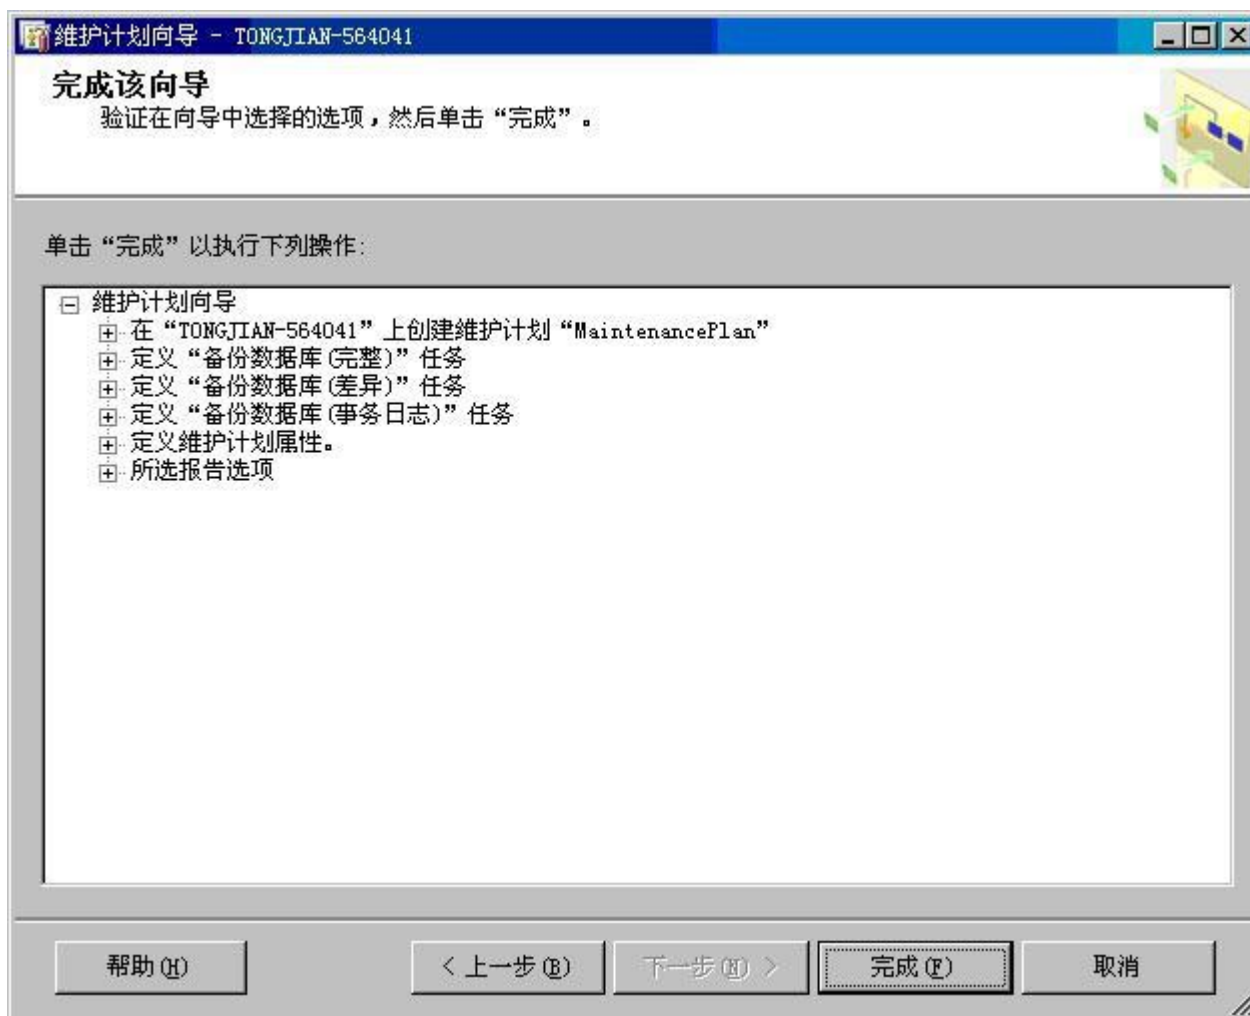 维护计划向导 - TONGJIAN-564041
完成该向导
验证在向导中选择的选项，然后单击“完成”。
单击“完成”以执行下列操作:
维护计划向导
在“TONGJIAN-564041”上创建维护计划“MaintenancePlan”
定义“备份数据库(完整)”任务
定义“备份数据库(差异)”任务
定义“备份数据库(事务日志)”任务
定义维护计划属性。
所选报告选项
帮助(H) < 上一步(B) 下一步(N) > 完成(F) 取消